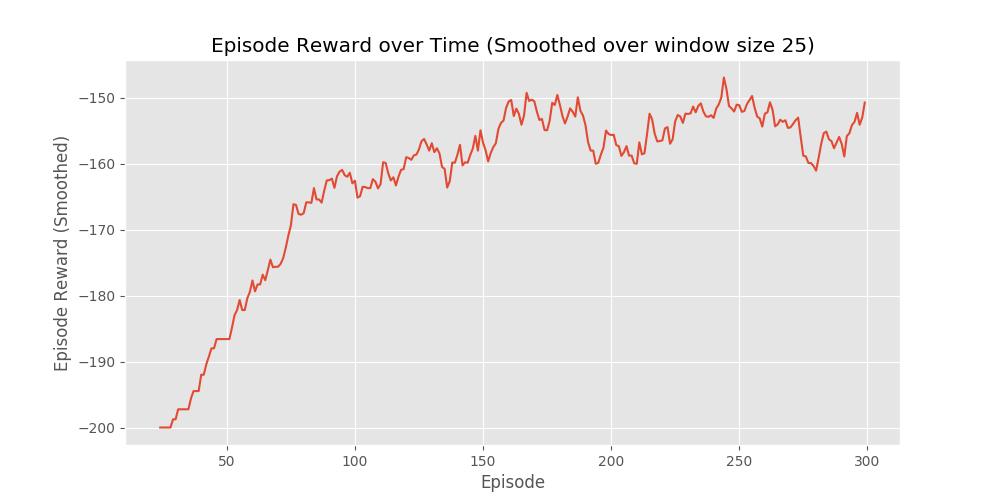 Episode Reward over Time (Smoothed over window size 25)
Episode Reward (Smoothed)
−150
−160
−170
−180
−190
−200
50 100 150 200 250 300
Episode